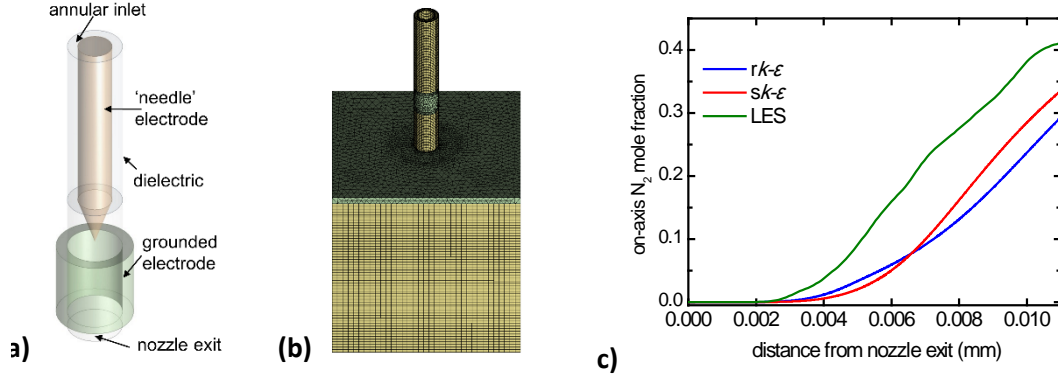 annular inlet
'needle'
electrode
dielectric
grounded
electrode
nozzle exit
a)
(b)
c)
on-axis N₂ mole fraction
0.4
0.3
0.2
0.1
0.0
rk-ε
sk-ε
LES
0.000 0.002 0.004 0.006 0.008 0.010
distance from nozzle exit (mm)